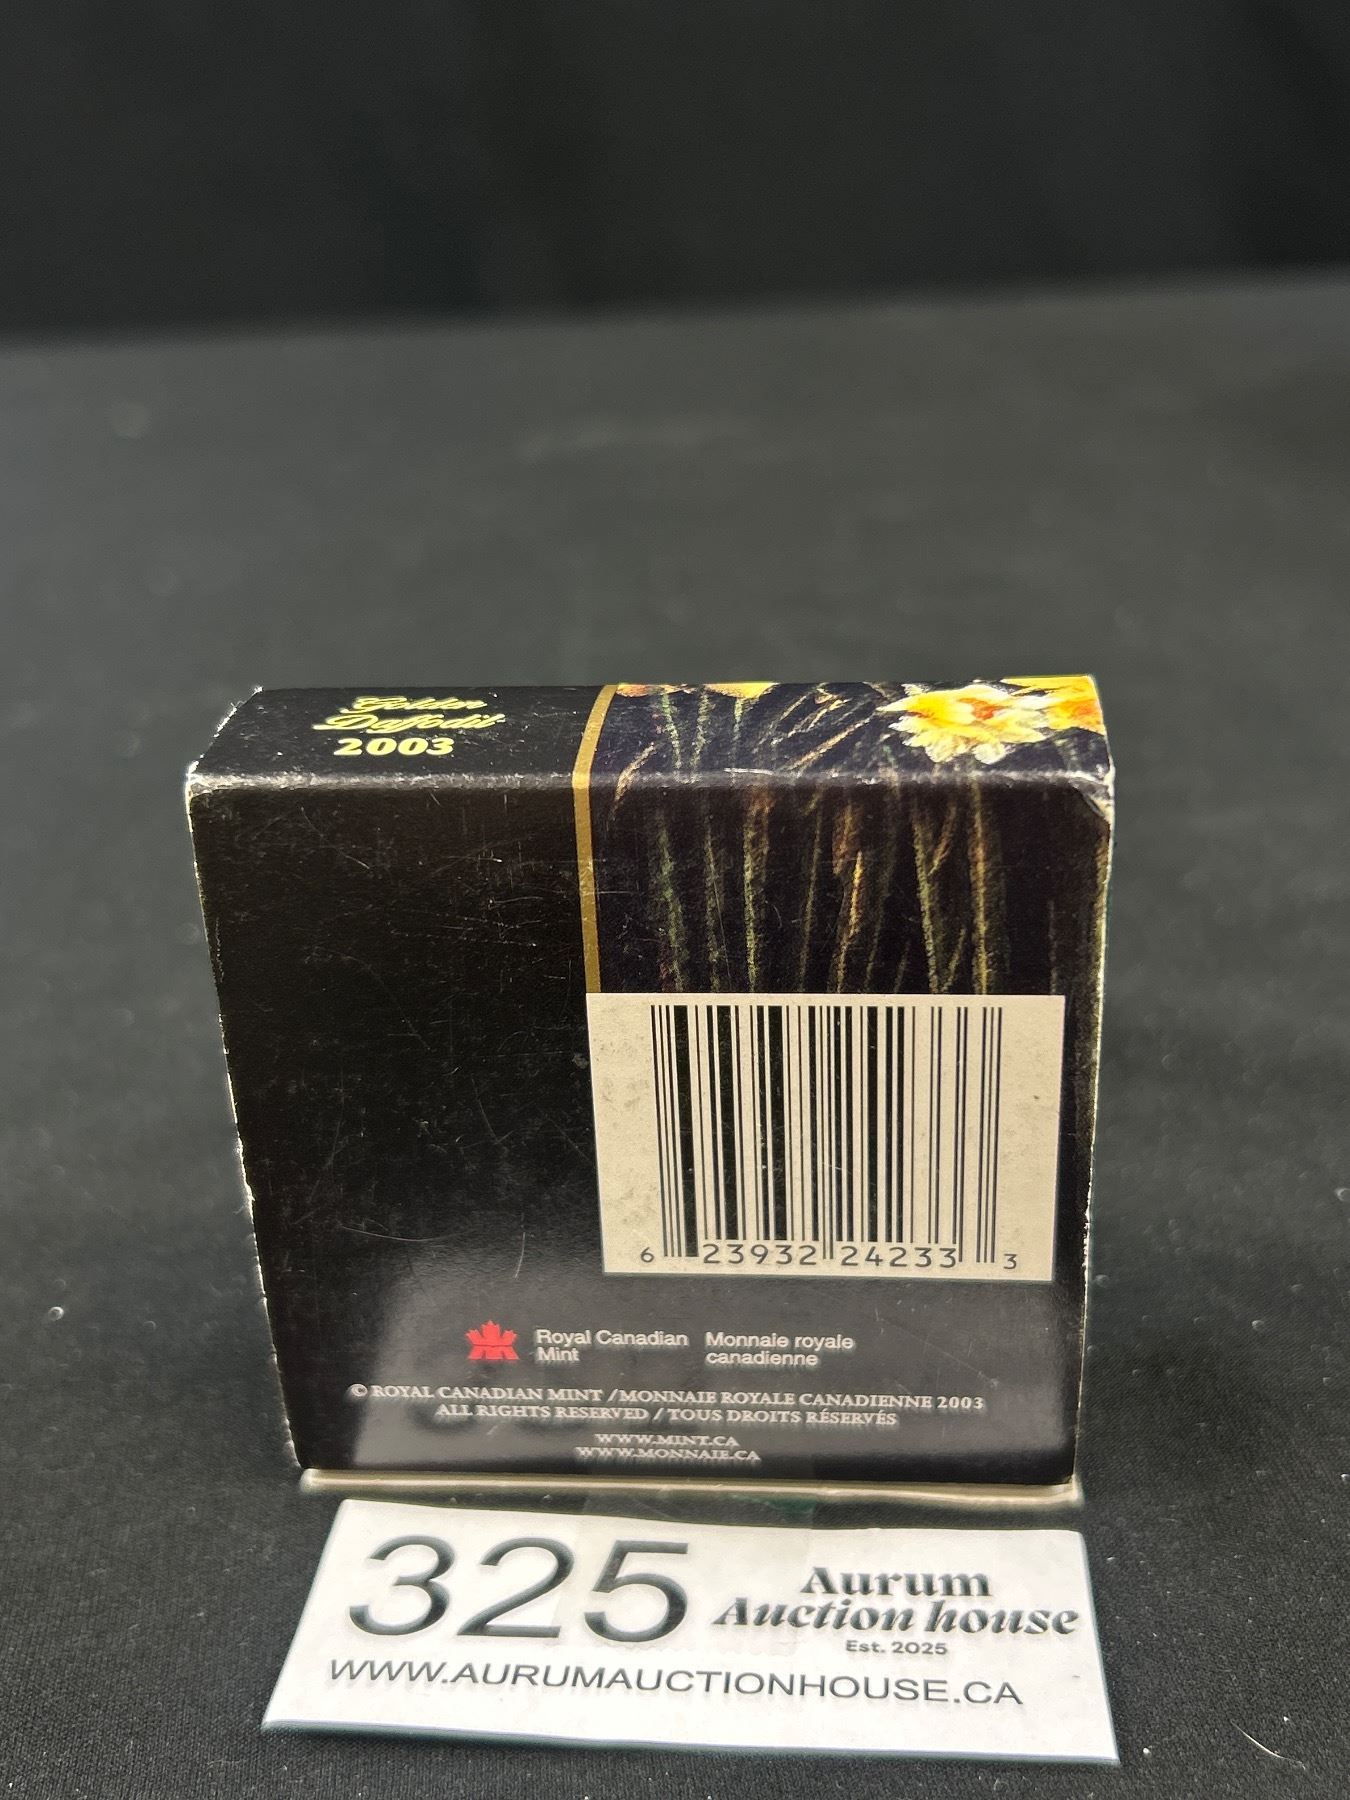 Golden
Daffodil
2003
6 23932 24233 3
Royal Canadian Mint
Monnaie royale canadienne
© ROYAL CANADIAN MINT / MONNAIE ROYALE CANADIENNE 2003
ALL RIGHTS RESERVED / TOUS DROITS RÉSERVÉS
WWW.MINT.CA
WWW.MONNAIE.CA
325
Aurum
Auction house
Est. 2025
WWW.AURUMAUCTIONHOUSE.CA